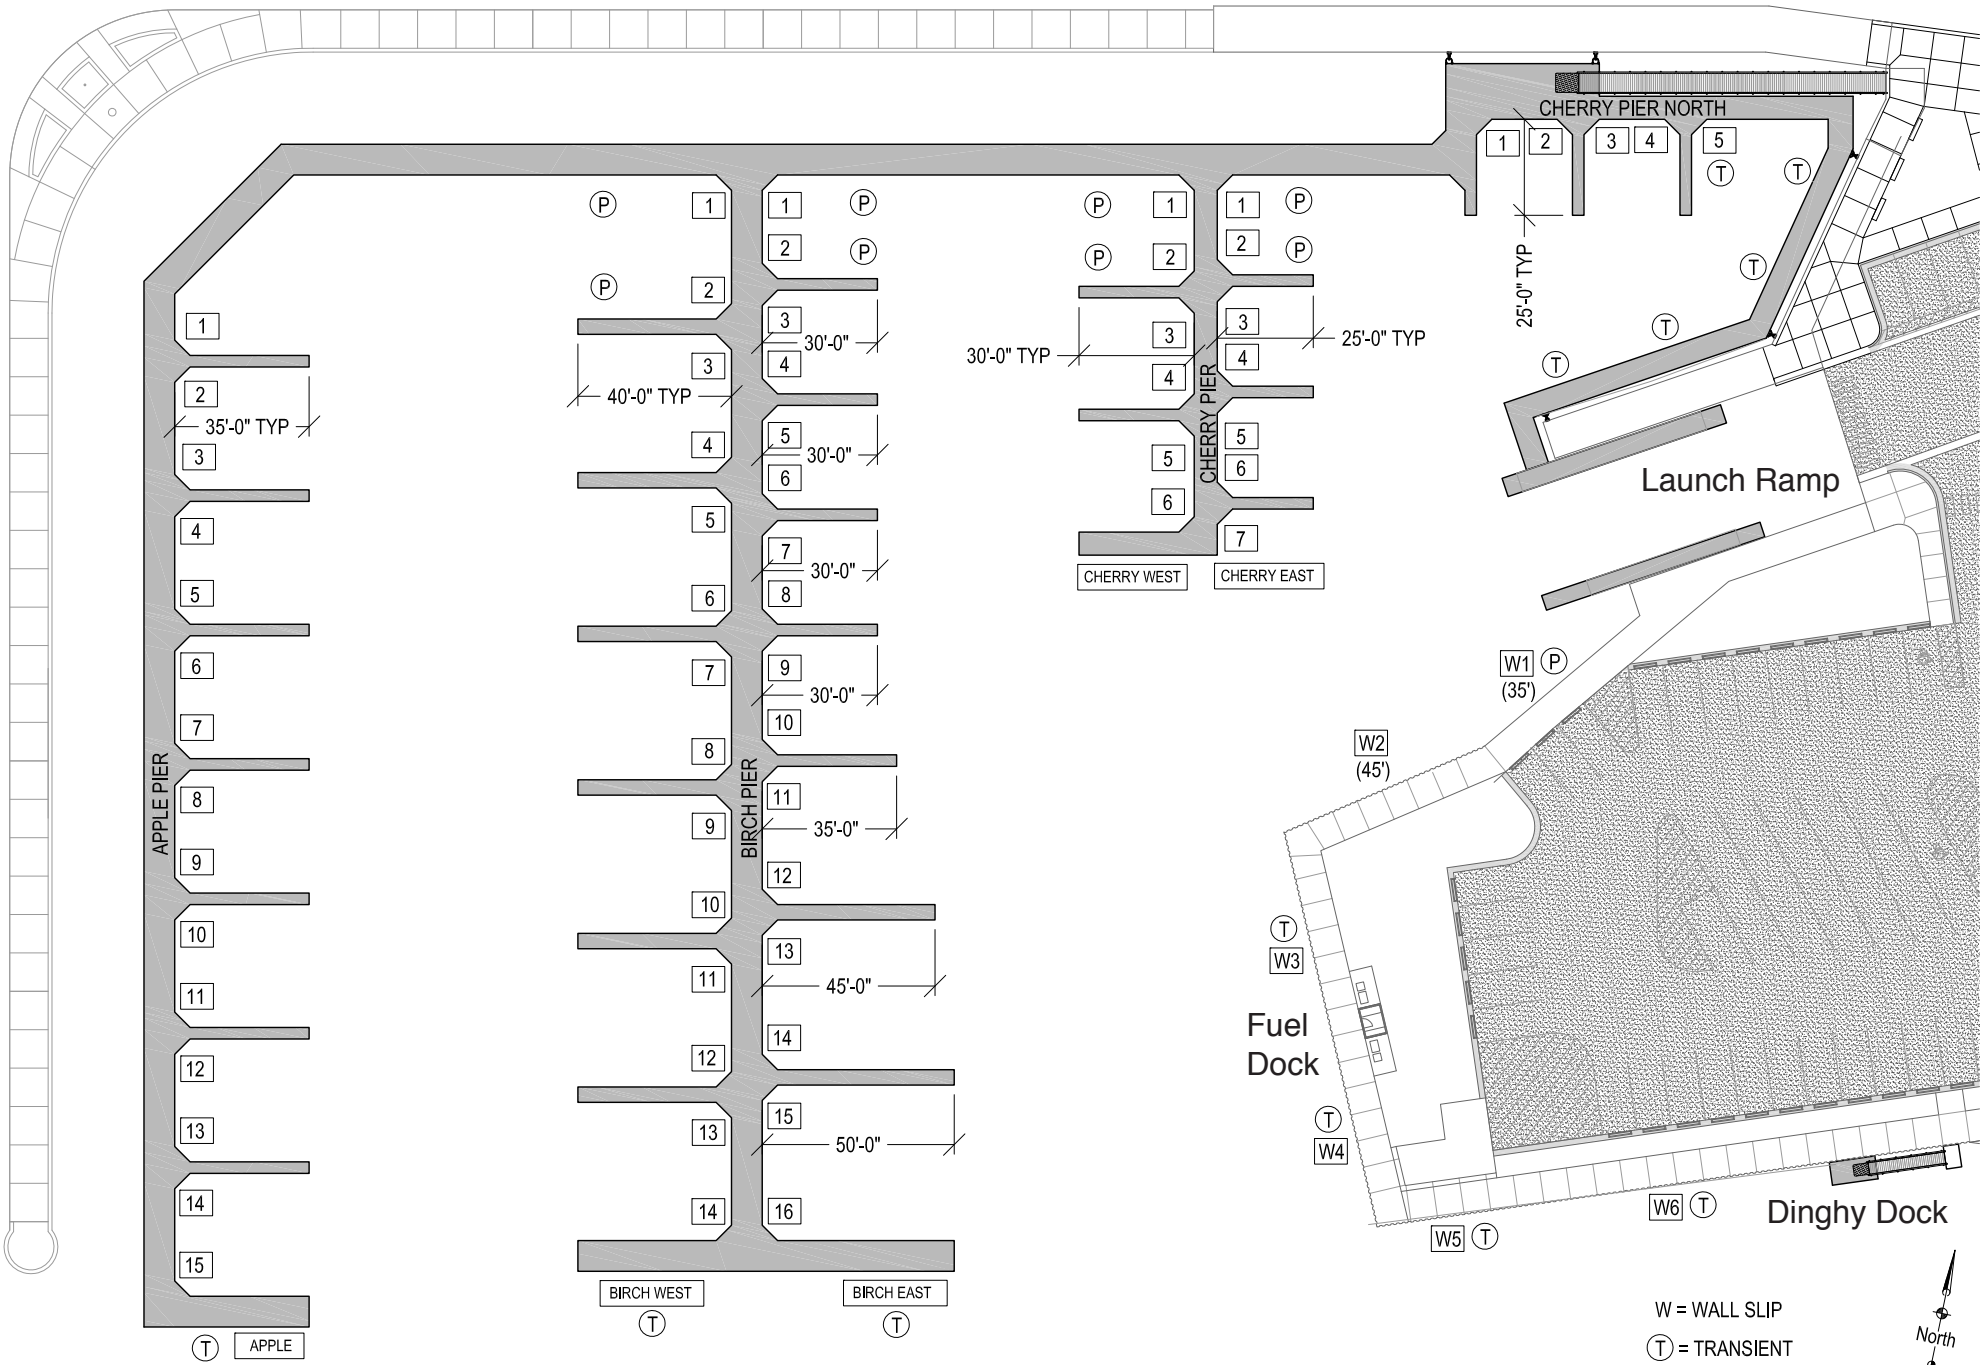 CHERRY PIER NORTH
1
2
3
4
5
T
T
T
T
T
25'-0" TYP
P
P
1
2
3
4
5
6
7
8
9
10
11
12
13
14
BIRCH PIER
40'-0" TYP
1
2
3
4
5
6
7
8
9
10
11
12
13
14
15
16
P
P
30'-0"
30'-0"
30'-0"
30'-0"
35'-0"
45'-0"
50'-0"
BIRCH WEST
T
BIRCH EAST
T
P
P
1
2
3
4
5
6
30'-0" TYP
CHERRY PIER
1
2
3
4
5
6
7
P
P
25'-0" TYP
CHERRY WEST
CHERRY EAST
1
2
3
4
5
6
7
8
9
10
11
12
13
14
15
35'-0" TYP
APPLE PIER
T
APPLE
Launch Ramp
W1
P
(35')
W2
(45')
T
W3
Fuel
Dock
T
W4
W5
T
W6
T
Dinghy Dock
W = WALL SLIP
T = TRANSIENT
North